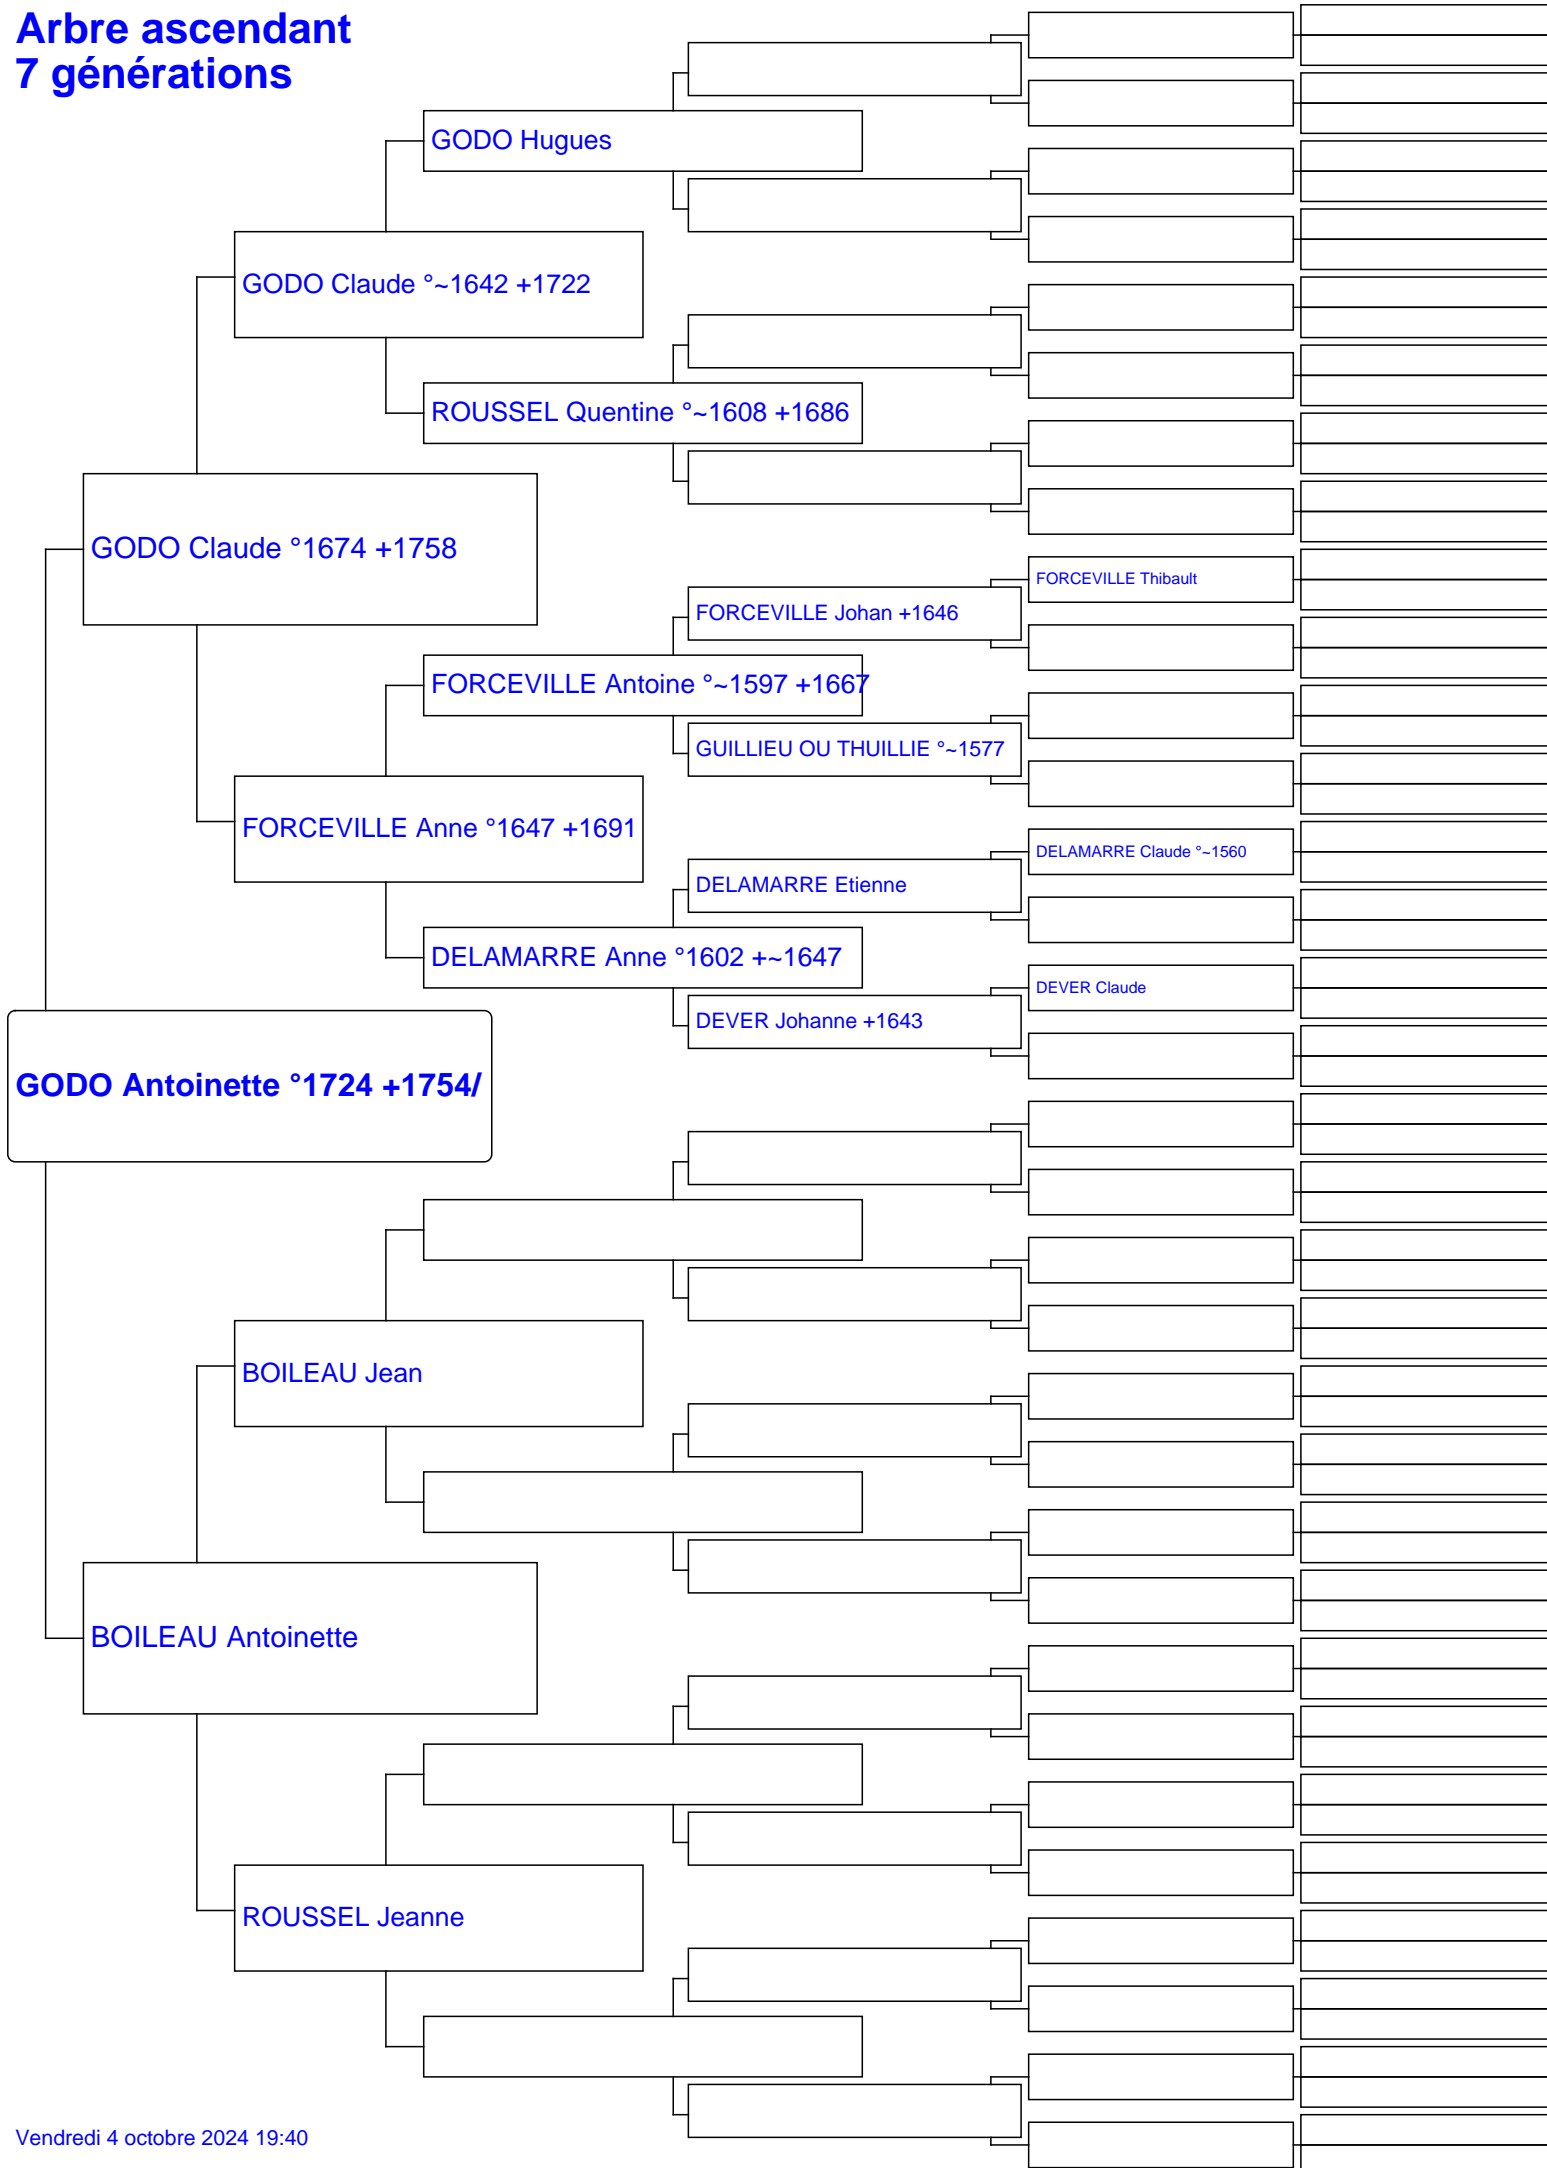 Arbre ascendant
7 générations
GODO Hugues
GODO Claude °~1642 +1722
ROUSSEL Quentine °~1608 +1686
GODO Claude °1674 +1758
FORCEVILLE Thibault
FORCEVILLE Johan +1646
FORCEVILLE Antoine °~1597 +1667
GUILLIEU OU THUILLIE °~1577
FORCEVILLE Anne °1647 +1691
DELAMARRE Claude °~1560
DELAMARRE Etienne
DELAMARRE Anne °1602 +~1647
DEVER Claude
DEVER Johanne +1643
GODO Antoinette °1724 +1754/
BOILEAU Jean
BOILEAU Antoinette
ROUSSEL Jeanne
Vendredi 4 octobre 2024 19:40